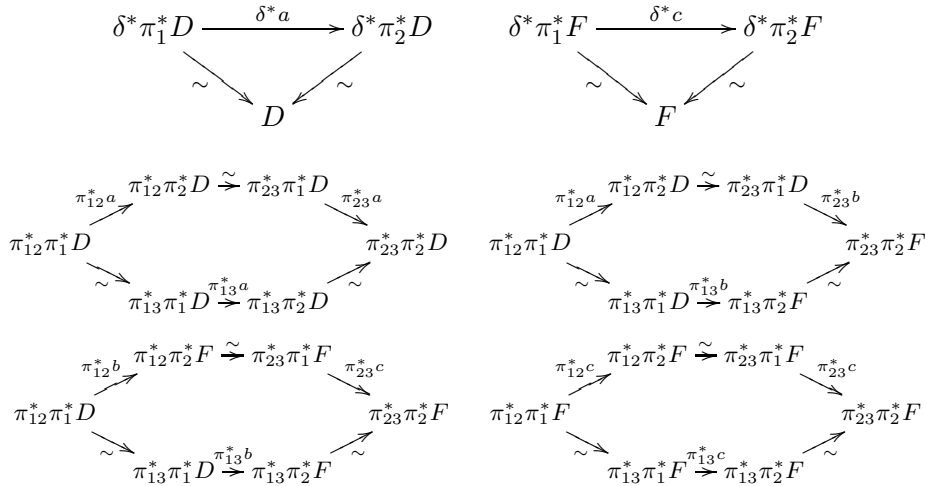 δ*a δ*c
δ*π₁*D δ*π₂*D δ*π₁*F δ*π₂*F
∼ ∼ ∼ ∼
D F
π₁₂*π₂*D ∼ π₂₃*π₁*D π₁₂*π₂*D ∼ π₂₃*π₁*D
π₁₂*a π₂₃*a π₁₂*a π₂₃*b
π₁₂*π₁*D π₂₃*π₂*D π₁₂*π₁*D π₂₃*π₂*F
∼ π₁₃*a ∼ ∼ π₁₃*b ∼
π₁₃*π₁*D π₁₃*π₂*D π₁₃*π₁*D π₁₃*π₂*F
π₁₂*π₂*F ∼ π₂₃*π₁*F π₁₂*π₂*F ∼ π₂₃*π₁*F
π₁₂*b π₂₃*c π₁₂*c π₂₃*c
π₁₂*π₁*D π₂₃*π₂*F π₁₂*π₁*F π₂₃*π₂*F
∼ π₁₃*b ∼ ∼ π₁₃*c ∼
π₁₃*π₁*D π₁₃*π₂*F π₁₃*π₁*F π₁₃*π₂*F